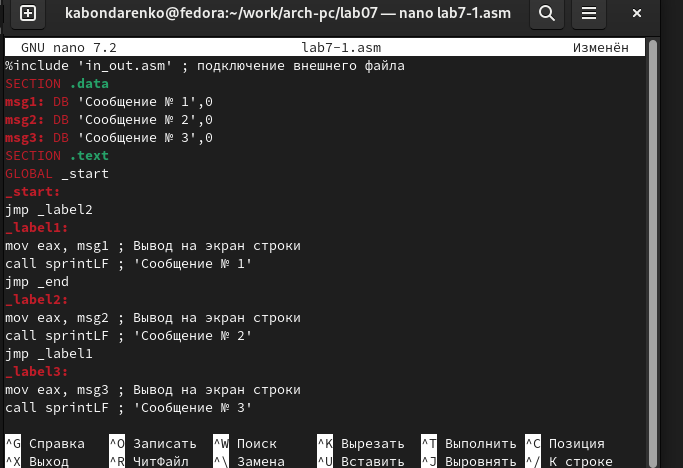 kabondarenko@fedora:~/work/arch-pc/lab07 — nano lab7-1.asm
GNU nano 7.2 lab7-1.asm Изменён
%include 'in_out.asm' ; подключение внешнего файла
SECTION .data
msg1: DB 'Сообщение № 1',0
msg2: DB 'Сообщение № 2',0
msg3: DB 'Сообщение № 3',0
SECTION .text
GLOBAL _start
_start:
jmp _label2
_label1:
mov eax, msg1 ; Вывод на экран строки
call sprintLF ; 'Сообщение № 1'
jmp _end
_label2:
mov eax, msg2 ; Вывод на экран строки
call sprintLF ; 'Сообщение № 2'
jmp _label1
_label3:
mov eax, msg3 ; Вывод на экран строки
call sprintLF ; 'Сообщение № 3'
^G Справка ^O Записать ^W Поиск ^K Вырезать ^T Выполнить ^C Позиция
^X Выход ^R ЧитФайл ^\ Замена ^U Вставить ^J Выровнять ^/ К строке